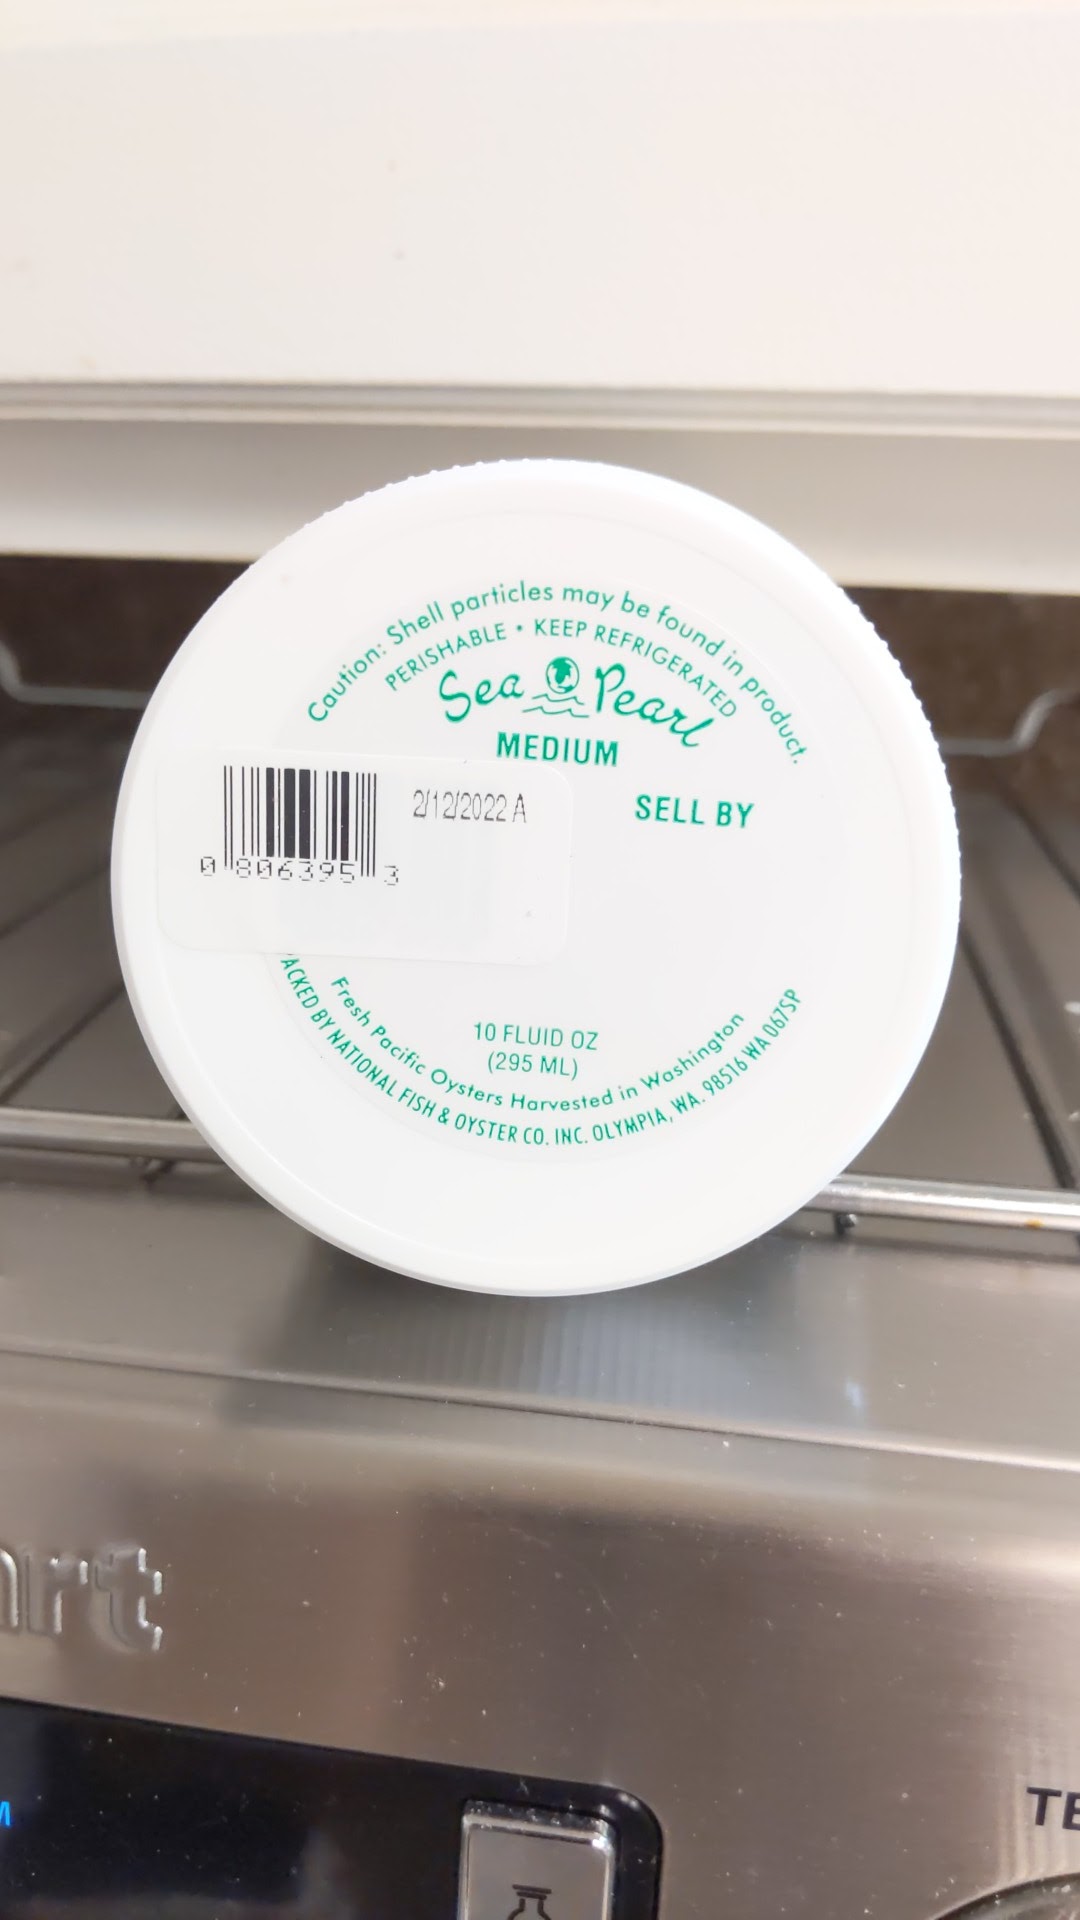 Caution: Shell particles may be found in product.
PERISHABLE • KEEP REFRIGERATED
Sea Pearl
MEDIUM
2/12/2022 A
SELL BY
0 806395 3
10 FLUID OZ
(295 ML)
Fresh Pacific Oysters Harvested in Washington
ACKED BY NATIONAL FISH & OYSTER CO. INC. OLYMPIA, WA. 98516 WA 067SP
art
M
TE